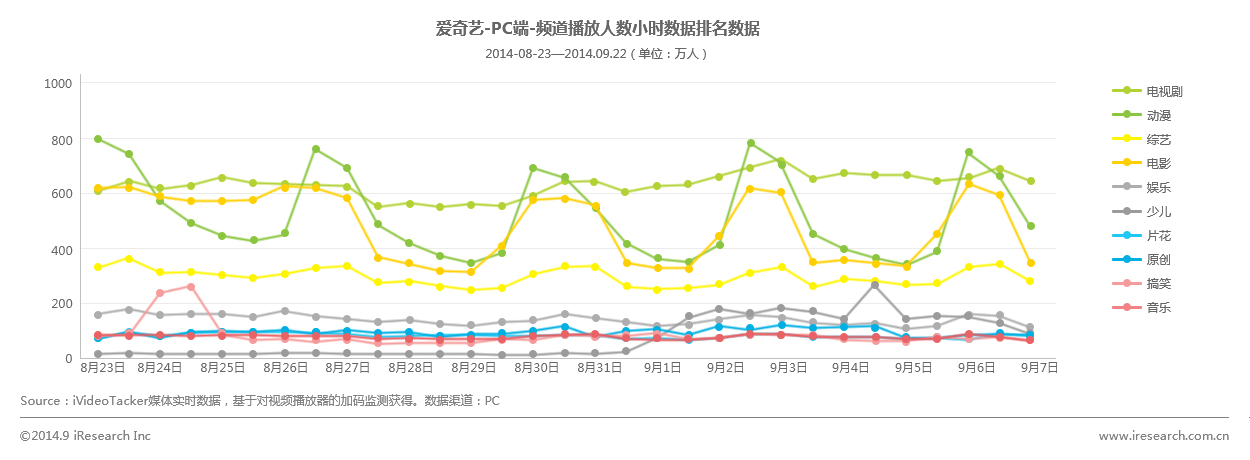 爱奇艺-PC端-频道播放人数小时数据排名数据
2014-08-23—2014.09.22（单位：万人）
1000
800
600
400
200
0
8月23日 8月24日 8月25日 8月26日 8月27日 8月28日 8月29日 8月30日 8月31日 9月1日 9月2日 9月3日 9月4日 9月5日 9月6日 9月7日
电视剧
动漫
综艺
电影
娱乐
少儿
片花
原创
搞笑
音乐
Source：iVideoTacker媒体实时数据，基于对视频播放器的加码监测获得。数据渠道：PC
©2014.9 iResearch Inc www.iresearch.com.cn